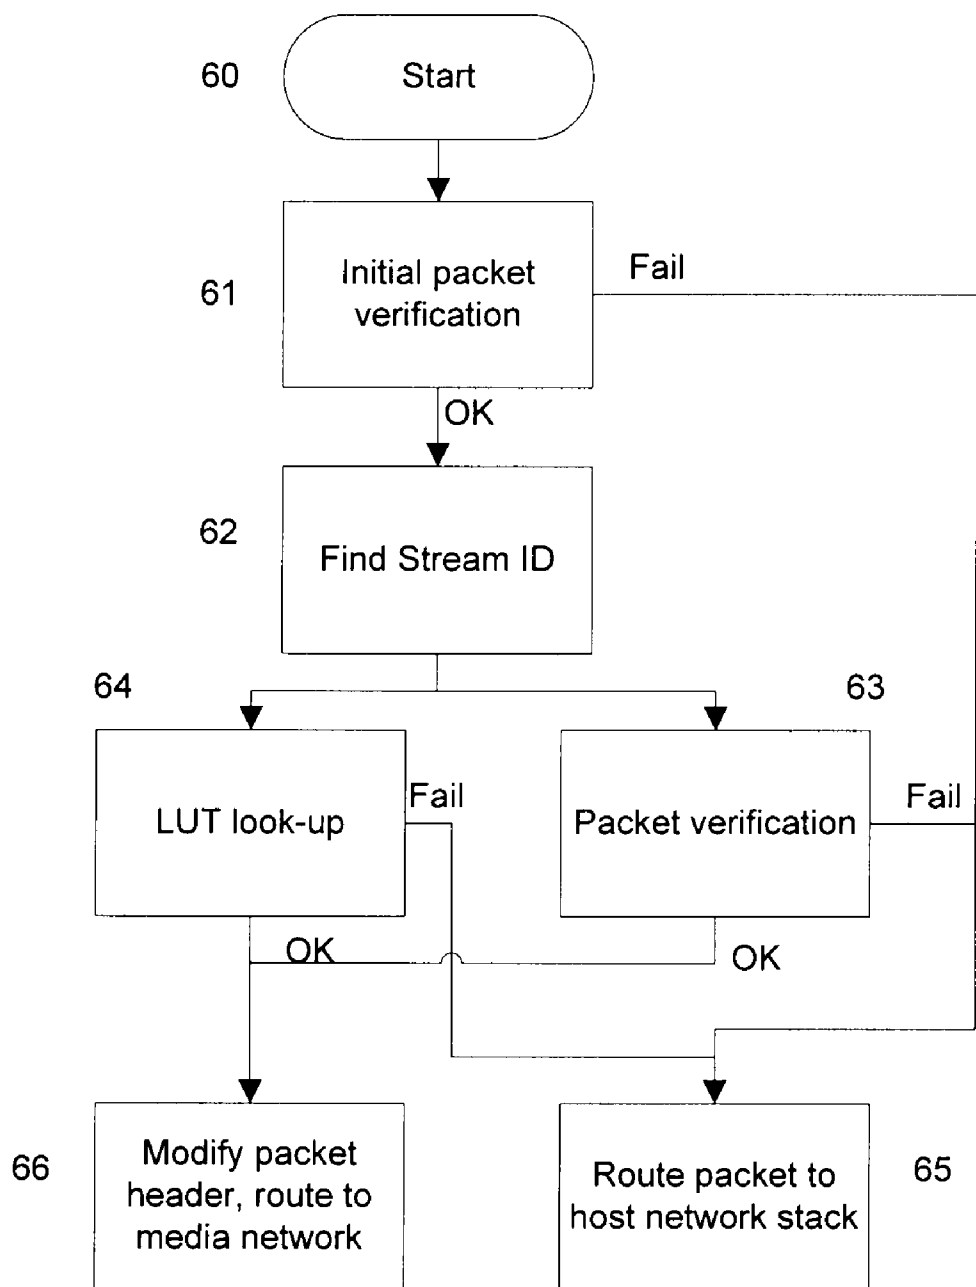 60
Start
61
Initial packet
verification
Fail
OK
62
Find Stream ID
64
63
LUT look-up
Fail
Packet verification
Fail
OK
OK
66
Modify packet
header, route to
media network
Route packet to
host network stack
65